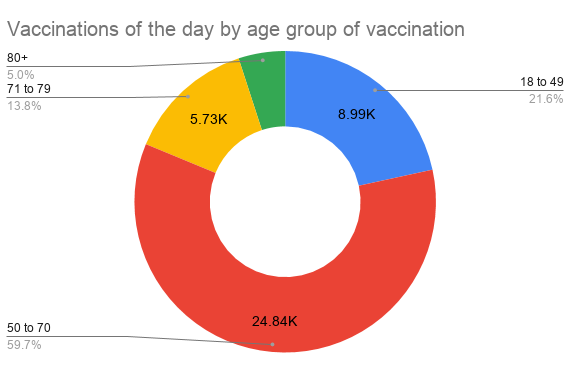 Vaccinations of the day by age group of vaccination
80+
5.0%
71 to 79
13.8%
18 to 49
21.6%
5.73K
8.99K
24.84K
50 to 70
59.7%